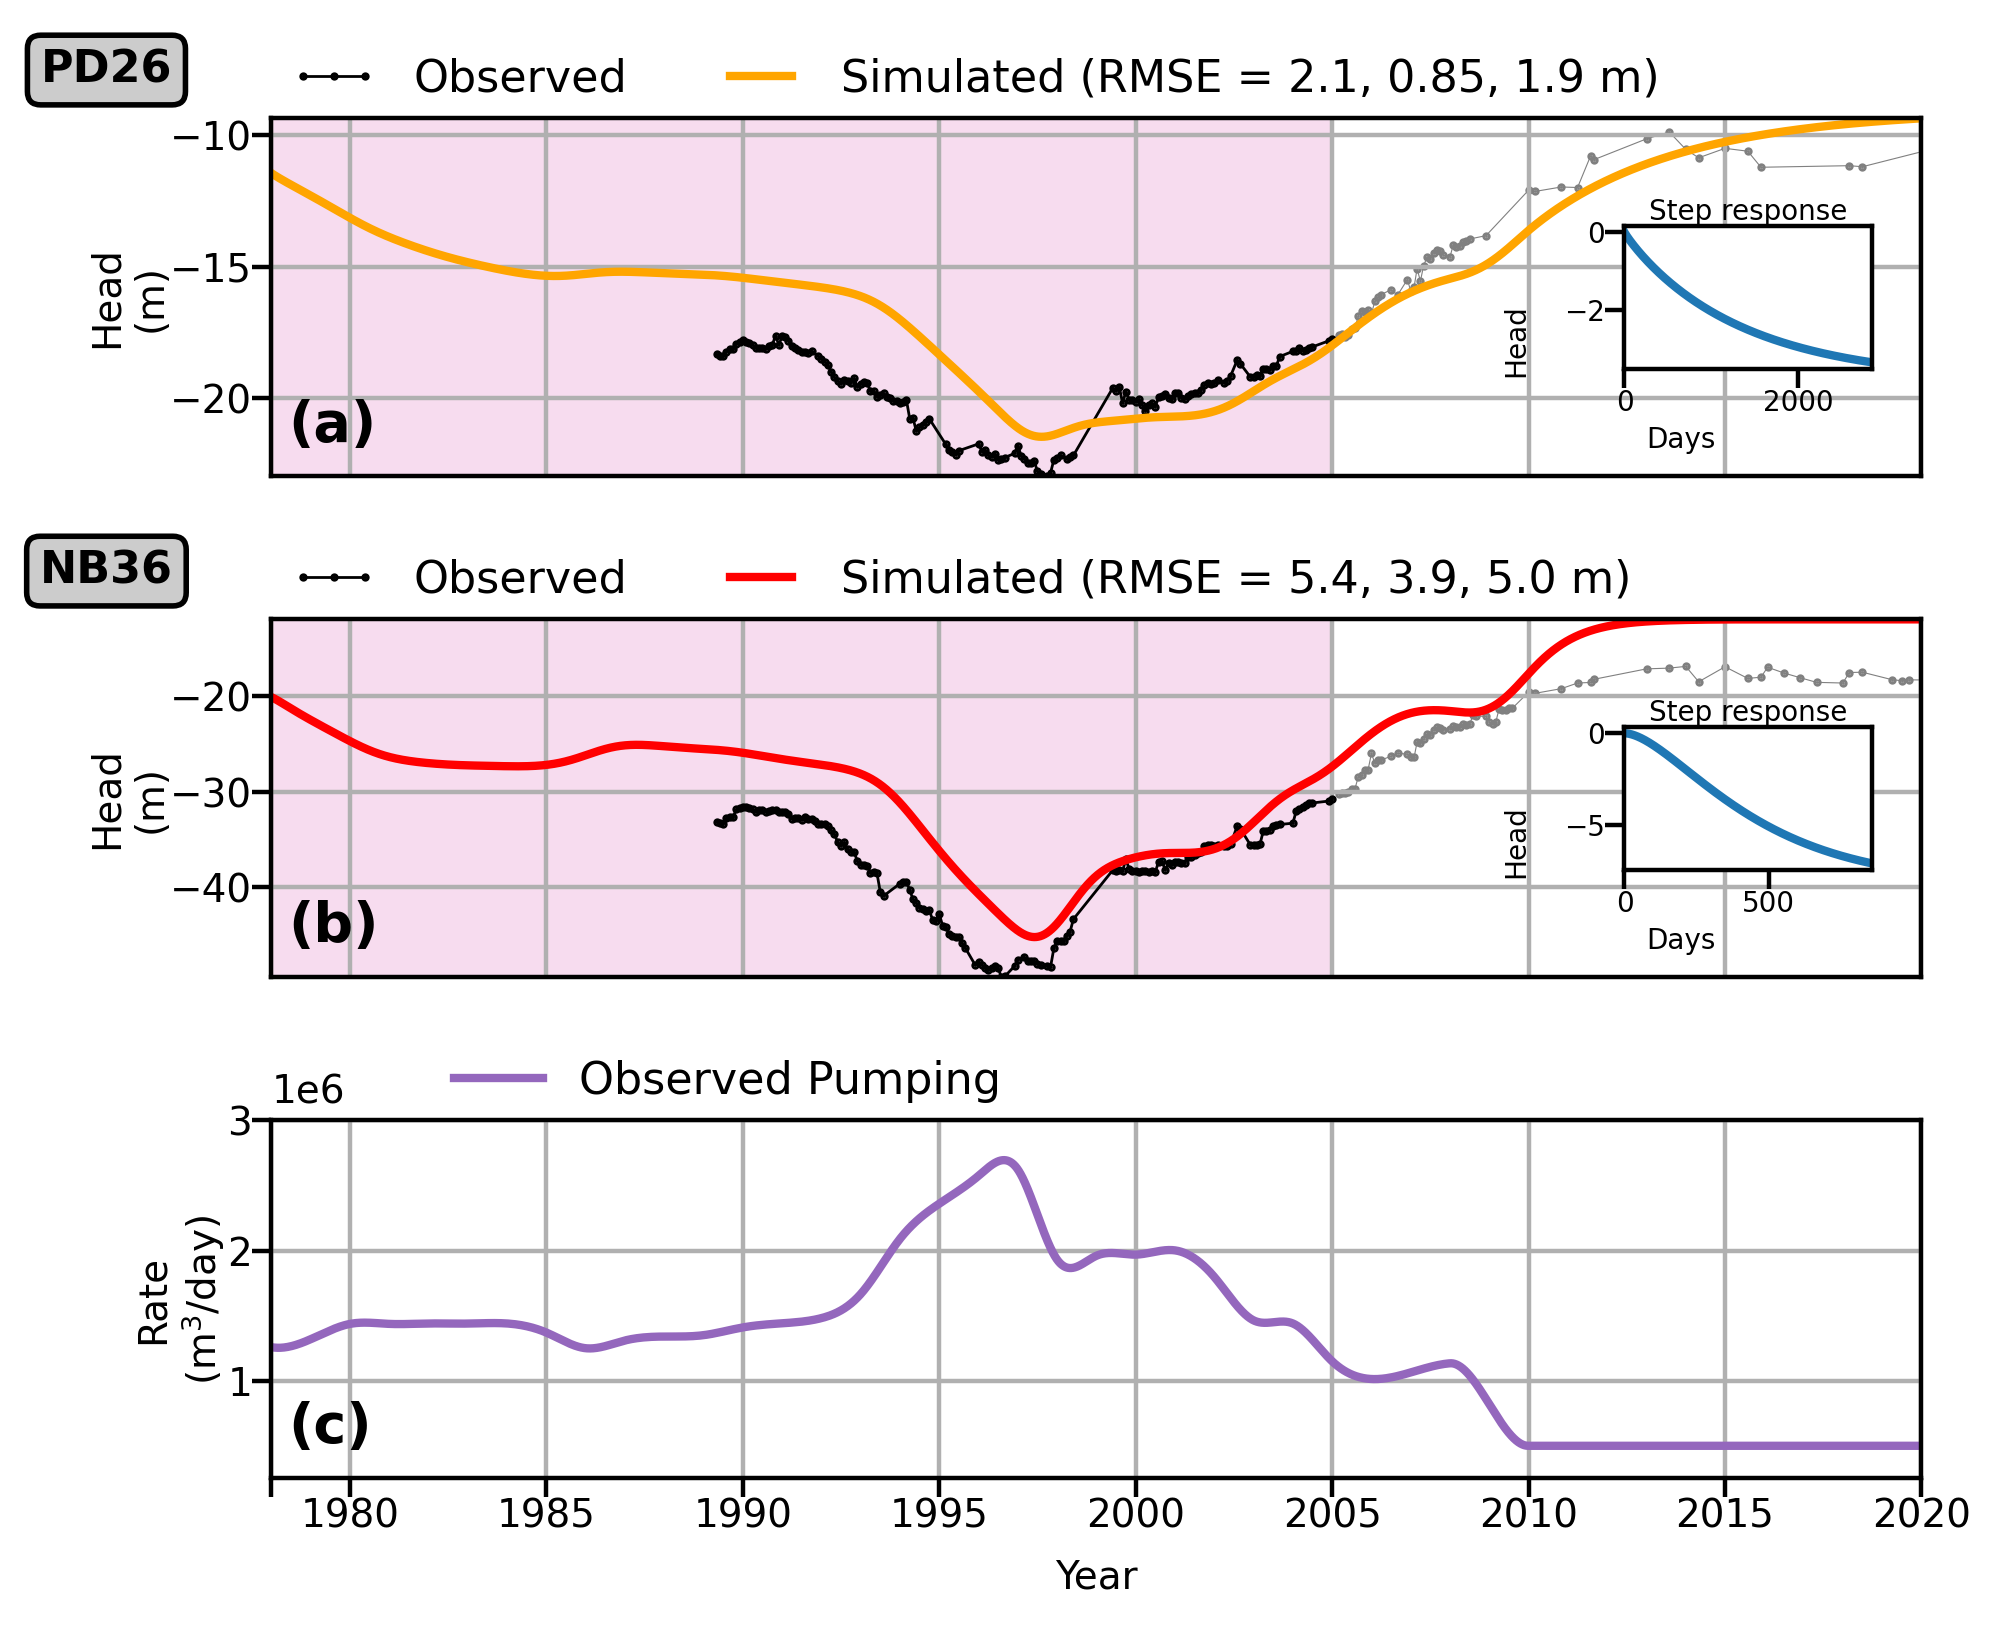 PD26
Observed
Simulated (RMSE = 2.1, 0.85, 1.9 m)
−10
−15
−20
Head
(m)
(a)
Step response
0
−2
Head
0
2000
Days
NB36
Observed
Simulated (RMSE = 5.4, 3.9, 5.0 m)
−20
−30
−40
Head
(m)
(b)
Step response
0
−5
Head
0
500
Days
1e6
Observed Pumping
3
2
1
Rate
(m³/day)
(c)
1980
1985
1990
1995
2000
2005
2010
2015
2020
Year